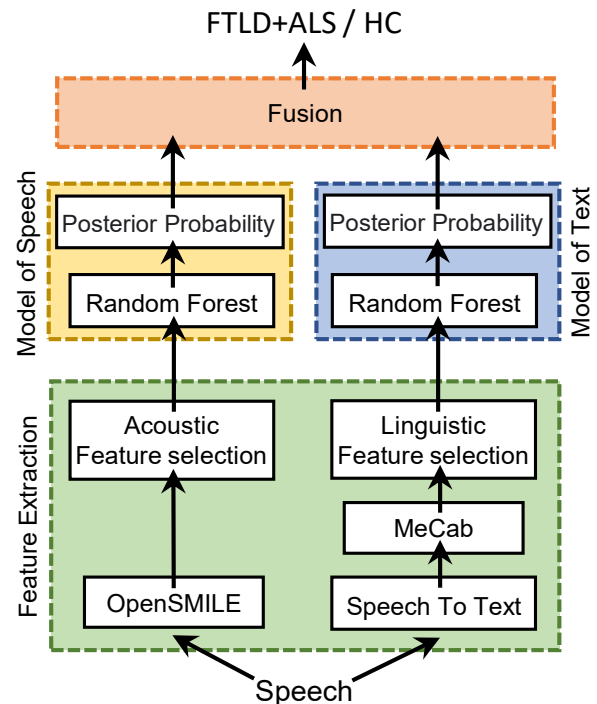 FTLD+ALS / HC
Fusion
Model of Speech
Posterior Probability
Random Forest
Posterior Probability
Random Forest
Model of Text
Feature Extraction
Acoustic
Feature selection
OpenSMILE
Linguistic
Feature selection
MeCab
Speech To Text
Speech